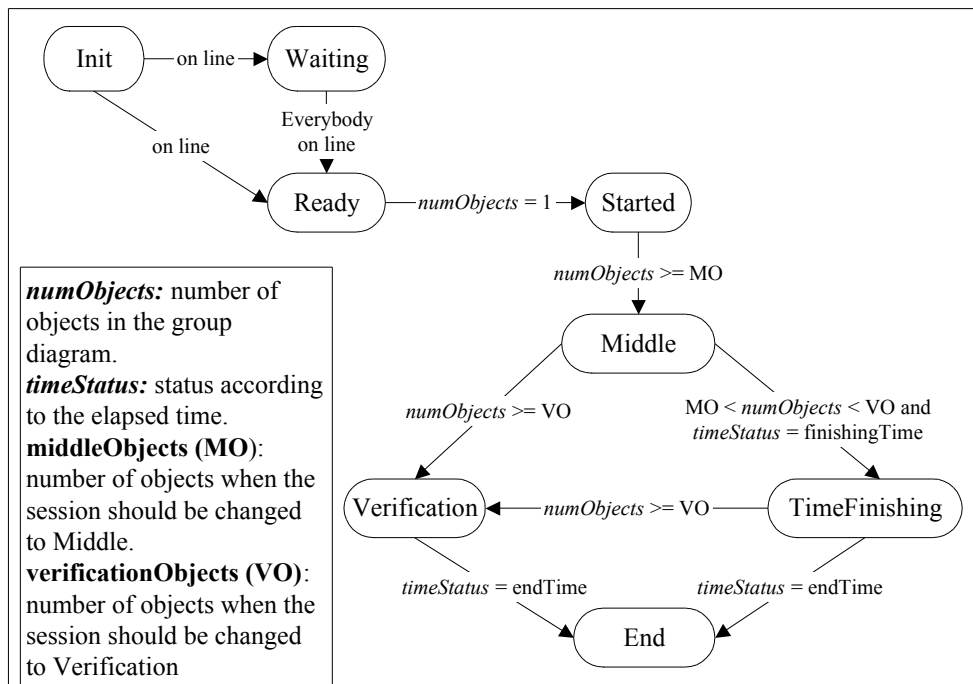 Init
on line
Waiting
Everybody
on line
on line
Ready
numObjects = 1
Started
numObjects >= MO
Middle
numObjects >= VO
MO < numObjects < VO and
timeStatus = finishingTime
Verification
numObjects >= VO
TimeFinishing
timeStatus = endTime
timeStatus = endTime
End
numObjects: number of
objects in the group
diagram.
timeStatus: status according
to the elapsed time.
middleObjects (MO):
number of objects when the
session should be changed
to Middle.
verificationObjects (VO):
number of objects when the
session should be changed
to Verification